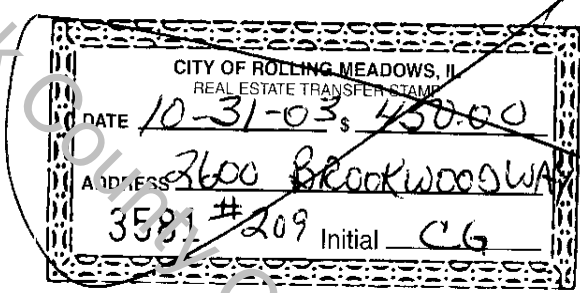 CITY OF ROLLING MEADOWS, IL
REAL ESTATE TRANSFER STAMP
DATE 10-31-03 $ 450.00
ADDRESS 2600 BROOKWOOD WAY
3581 #209 Initial CG
County